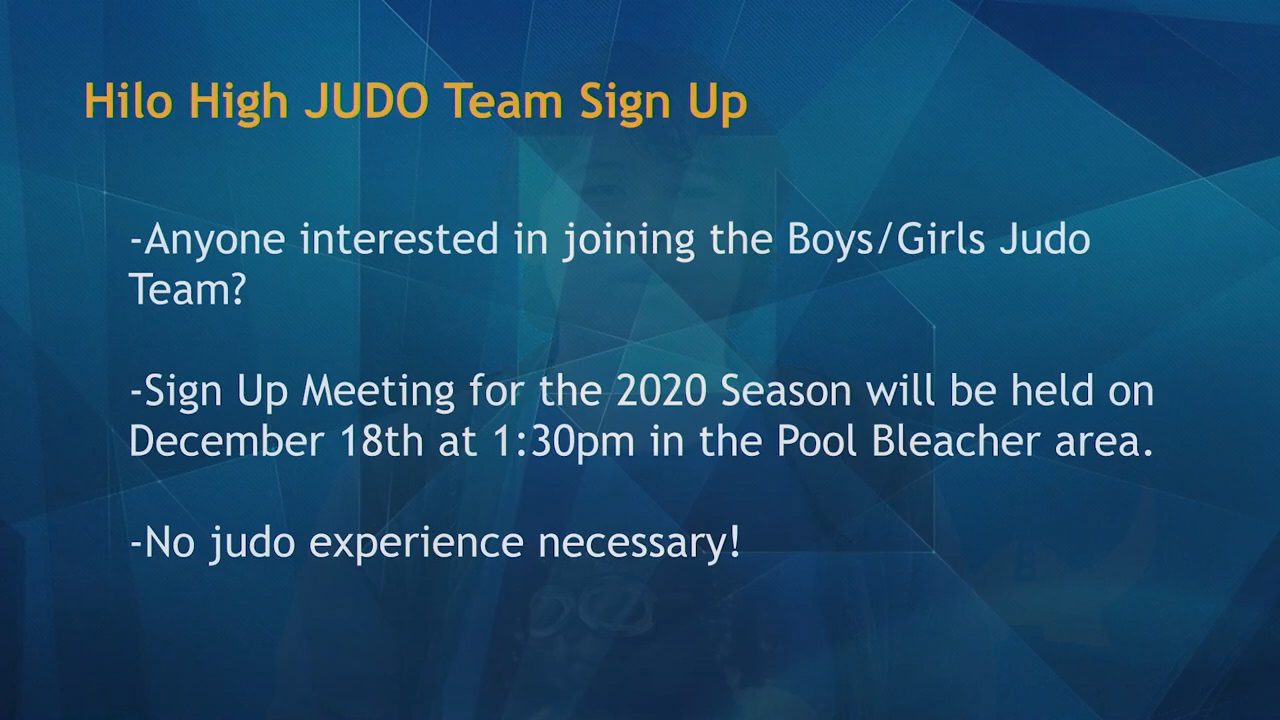 Hilo High JUDO Team Sign Up
-Anyone interested in joining the Boys/Girls Judo
Team?
-Sign Up Meeting for the 2020 Season will be held on
December 18th at 1:30pm in the Pool Bleacher area.
-No judo experience necessary!